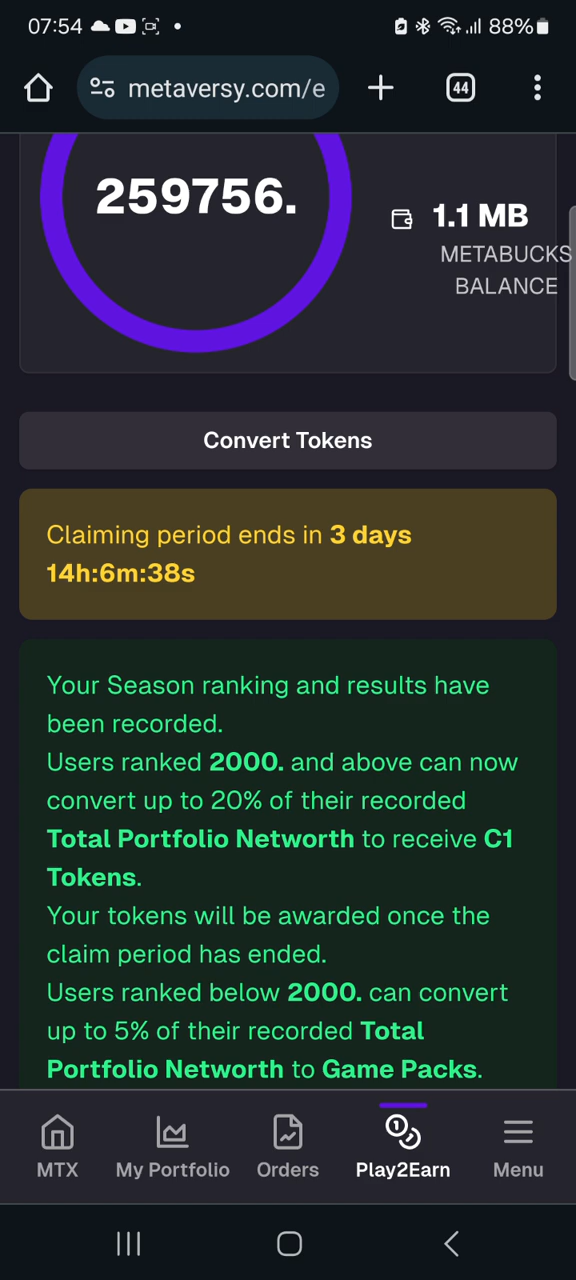 07:54 88%
metaversy.com/e 44
259756.
1.1 MB
METABUCKS
BALANCE
Convert Tokens
Claiming period ends in 3 days
14h:6m:38s
Your Season ranking and results have
been recorded.
Users ranked 2000. and above can now
convert up to 20% of their recorded
Total Portfolio Networth to receive C1
Tokens.
Your tokens will be awarded once the
claim period has ended.
Users ranked below 2000. can convert
up to 5% of their recorded Total
Portfolio Networth to Game Packs.
MTX My Portfolio Orders Play2Earn Menu